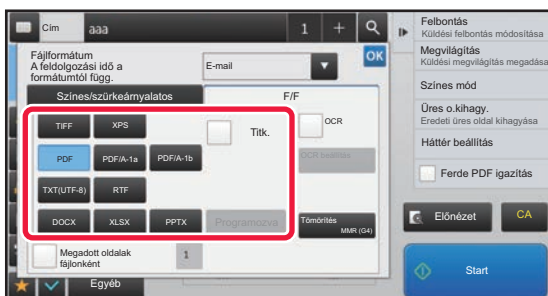 Cím
aaa
1
Fájlformátum
A feldolgozási idő a
formátumtól függ.
E-mail
OK
Színes/szürkeárnyalatos
F/F
TIFF
XPS
Titk.
OCR
PDF
PDF/A-1a
PDF/A-1b
OCR beállítás
TXT(UTF-8)
RTF
DOCX
XLSX
PPTX
Programozva
Tömörítés
MMR (G4)
Megadott oldalak
fájlonként
1
Egyéb
Felbontás
Küldési felbontás módosítása
Megvilágítás
Küldési megvilágítás megadása
Színes mód
Üres o.kihagy.
Eredeti üres oldal kihagyása
Háttér beállítás
Ferde PDF igazítás
Előnézet
CA
Start